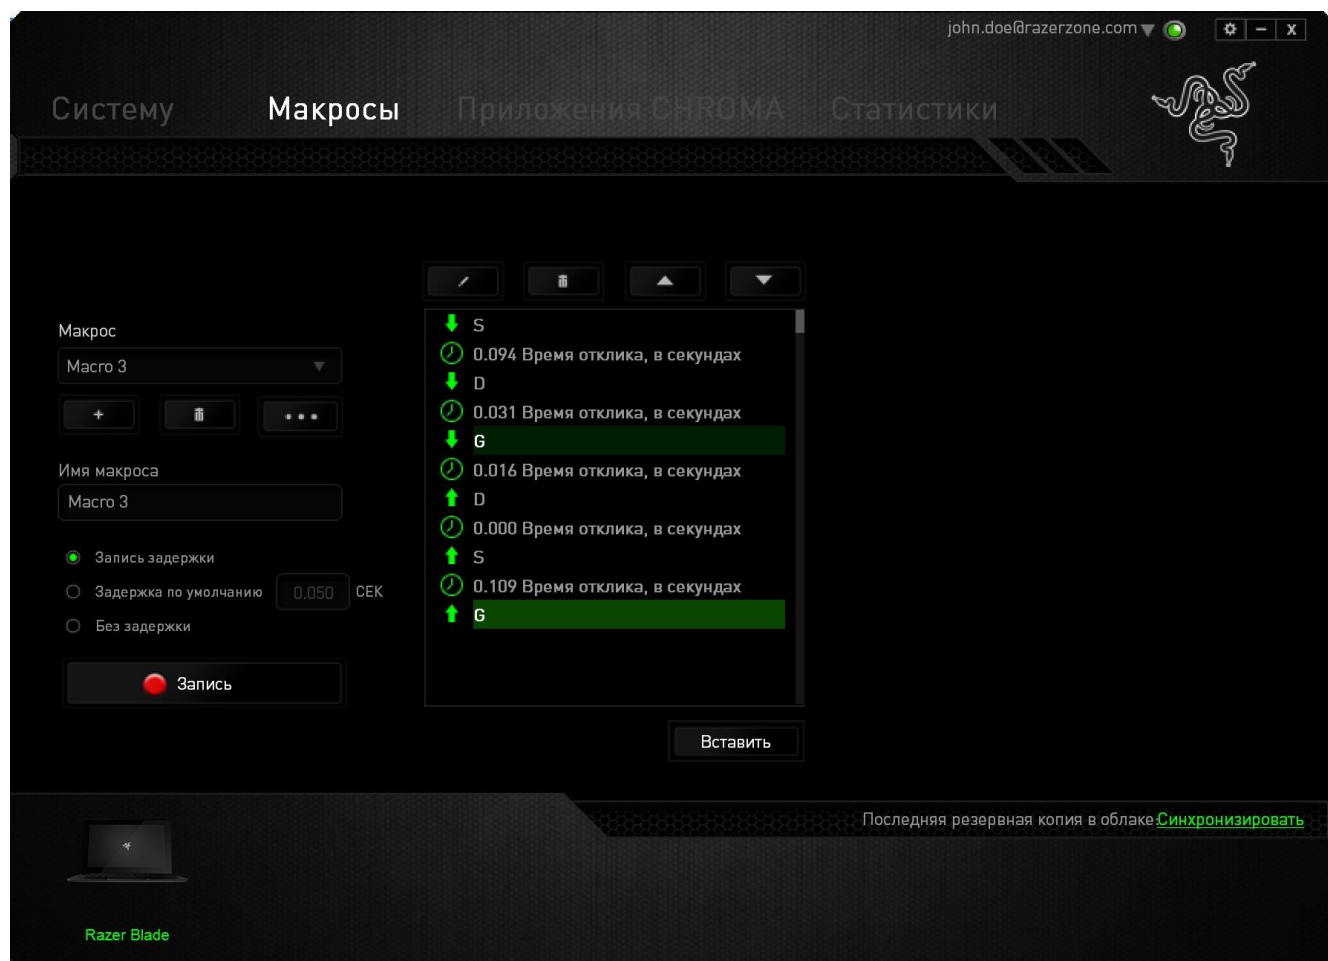 john.doe@razerzone.com
Систему Макросы Приложения CHROMA Статистики
Макрос
Macro 3
Имя макроса
Macro 3
Запись задержки
Задержка по умолчанию 0.050 СЕК
Без задержки
Запись
S
0.094 Время отклика, в секундах
D
0.031 Время отклика, в секундах
G
0.016 Время отклика, в секундах
D
0.000 Время отклика, в секундах
S
0.109 Время отклика, в секундах
G
Вставить
Последняя резервная копия в облаке:Синхронизировать
Razer Blade